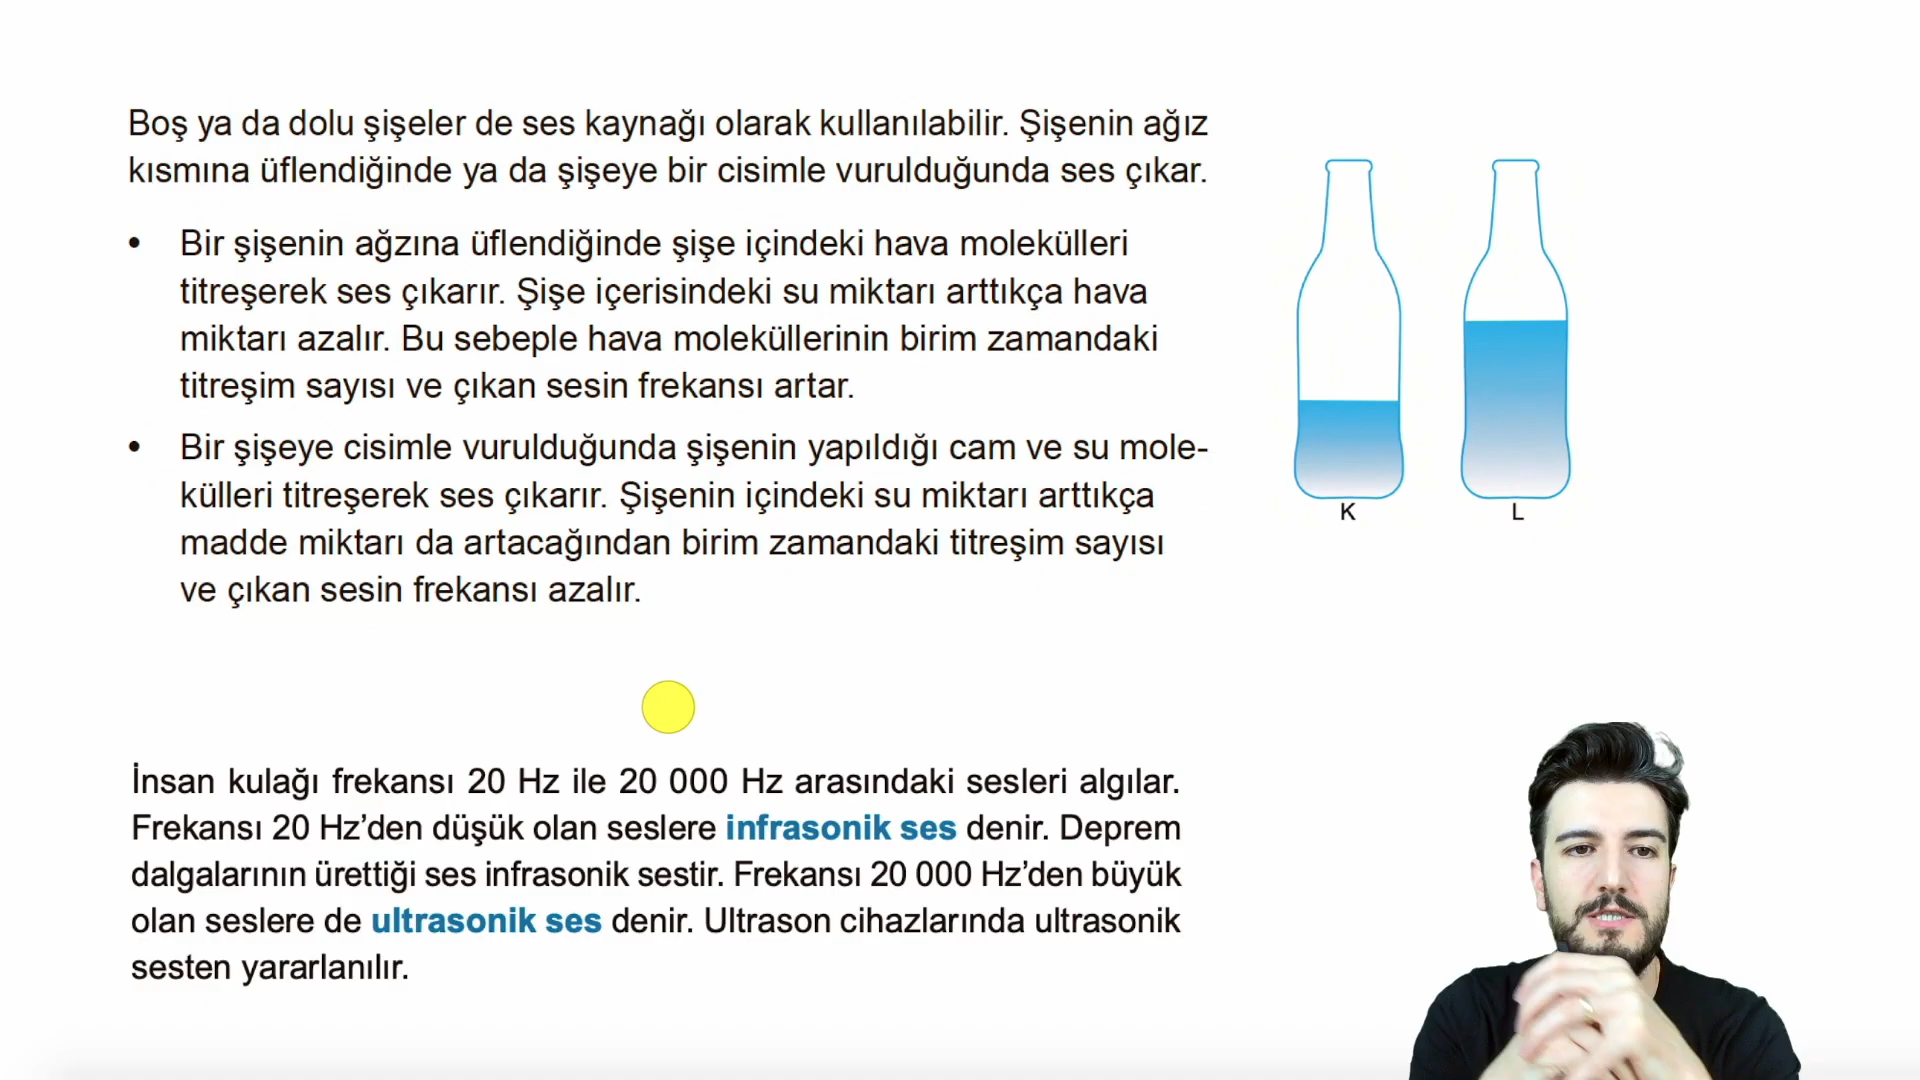 Boş ya da dolu şişeler de ses kaynağı olarak kullanılabilir. Şişenin ağız
kısmına üflendiğinde ya da şişeye bir cisimle vurulduğunda ses çıkar.
• Bir şişenin ağzına üflendiğinde şişe içindeki hava molekülleri
titreşerek ses çıkarır. Şişe içerisindeki su miktarı arttıkça hava
miktarı azalır. Bu sebeple hava moleküllerinin birim zamandaki
titreşim sayısı ve çıkan sesin frekansı artar.
• Bir şişeye cisimle vurulduğunda şişenin yapıldığı cam ve su mole-
külleri titreşerek ses çıkarır. Şişenin içindeki su miktarı arttıkça
madde miktarı da artacağından birim zamandaki titreşim sayısı
ve çıkan sesin frekansı azalır.
K
L
İnsan kulağı frekansı 20 Hz ile 20 000 Hz arasındaki sesleri algılar.
Frekansı 20 Hz’den düşük olan seslere infrasonik ses denir. Deprem
dalgalarının ürettiği ses infrasonik sestir. Frekansı 20 000 Hz’den büyük
olan seslere de ultrasonik ses denir. Ultrason cihazlarında ultrasonik
sesten yararlanılır.